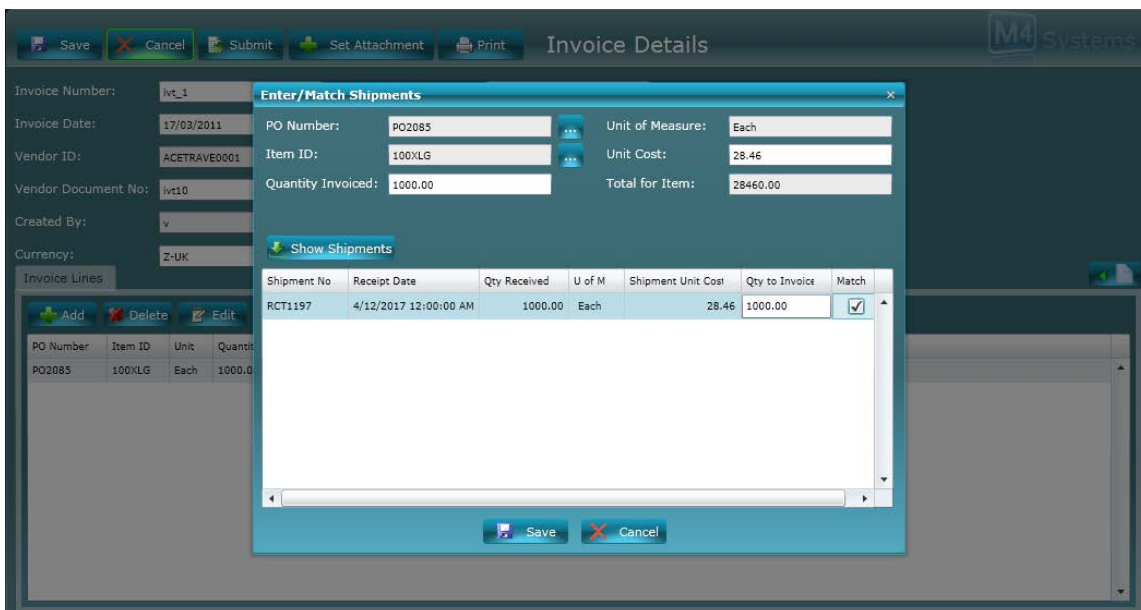 Save Cancel Submit Set Attachment Print Invoice Details M4 Systems
Invoice Number: ivt_1
Invoice Date: 17/03/2011
Vendor ID: ACETRAVE0001
Vendor Document No: ivt10
Created By: v
Currency: Z-UK
Invoice Lines
Add Delete Edit
PO Number Item ID Unit
PO2085 100XLG Each 1000.0
Enter/Match Shipments
PO Number: PO2085 ... Unit of Measure: Each
Item ID: 100XLG ... Unit Cost: 28.46
Quantity Invoiced: 1000.00 Total for Item: 28460.00
Show Shipments
Shipment No Receipt Date Qty Received U of M Shipment Unit Cost Qty to Invoice Match
RCT1197 4/12/2017 12:00:00 AM 1000.00 Each 28.46 1000.00
Save Cancel